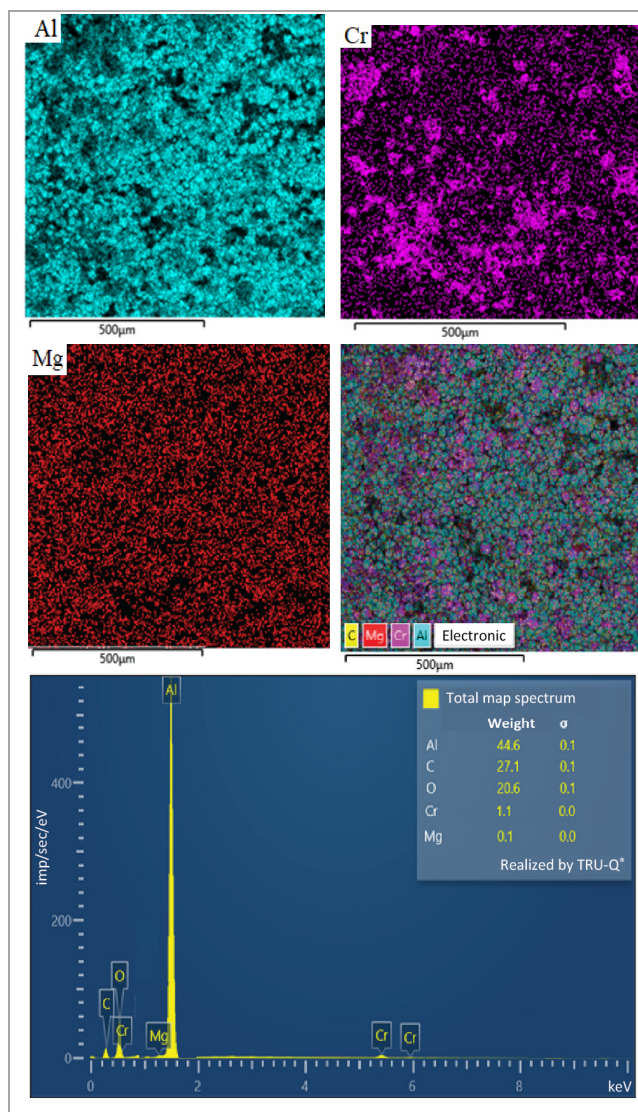 Al
Cr
500μm
500μm
Mg
C Mg Cr Al Electronic
500μm
500μm
Total map spectrum
Weight σ
Al 44.6 0.1
C 27.1 0.1
O 20.6 0.1
Cr 1.1 0.0
Mg 0.1 0.0
Realized by TRU-Q®
imp/sec/eV
400
200
0
Al
O
C
Cr
Mg
Cr
Cr
0 2 4 6 8 keV